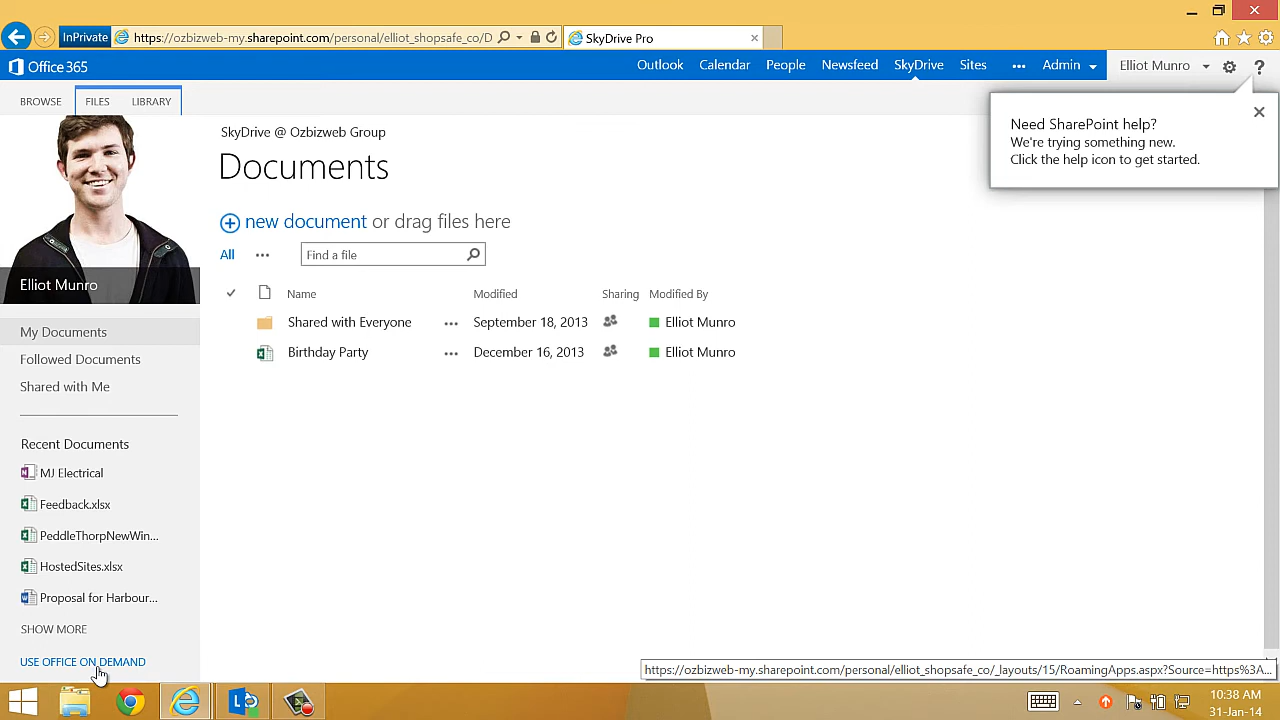 InPrivate
https://ozbizweb-my.sharepoint.com/personal/elliot_shopsafe_co/D
SkyDrive Pro
Office 365
Outlook
Calendar
People
Newsfeed
SkyDrive
Sites
Admin
Elliot Munro
BROWSE
FILES
LIBRARY
Need SharePoint help?
We're trying something new.
Click the help icon to get started.
SkyDrive @ Ozbizweb Group
Documents
new document or drag files here
All
Find a file
Name
Modified
Sharing
Modified By
Shared with Everyone
September 18, 2013
Elliot Munro
Birthday Party
December 16, 2013
Elliot Munro
Elliot Munro
My Documents
Followed Documents
Shared with Me
Recent Documents
MJ Electrical
Feedback.xlsx
PeddleThorpNewWin...
HostedSites.xlsx
Proposal for Harbour...
SHOW MORE
USE OFFICE ON DEMAND
https://ozbizweb-my.sharepoint.com/personal/elliot_shopsafe_co/_layouts/15/RoamingApps.aspx?Source=https%3A...
10:38 AM
31-Jan-14